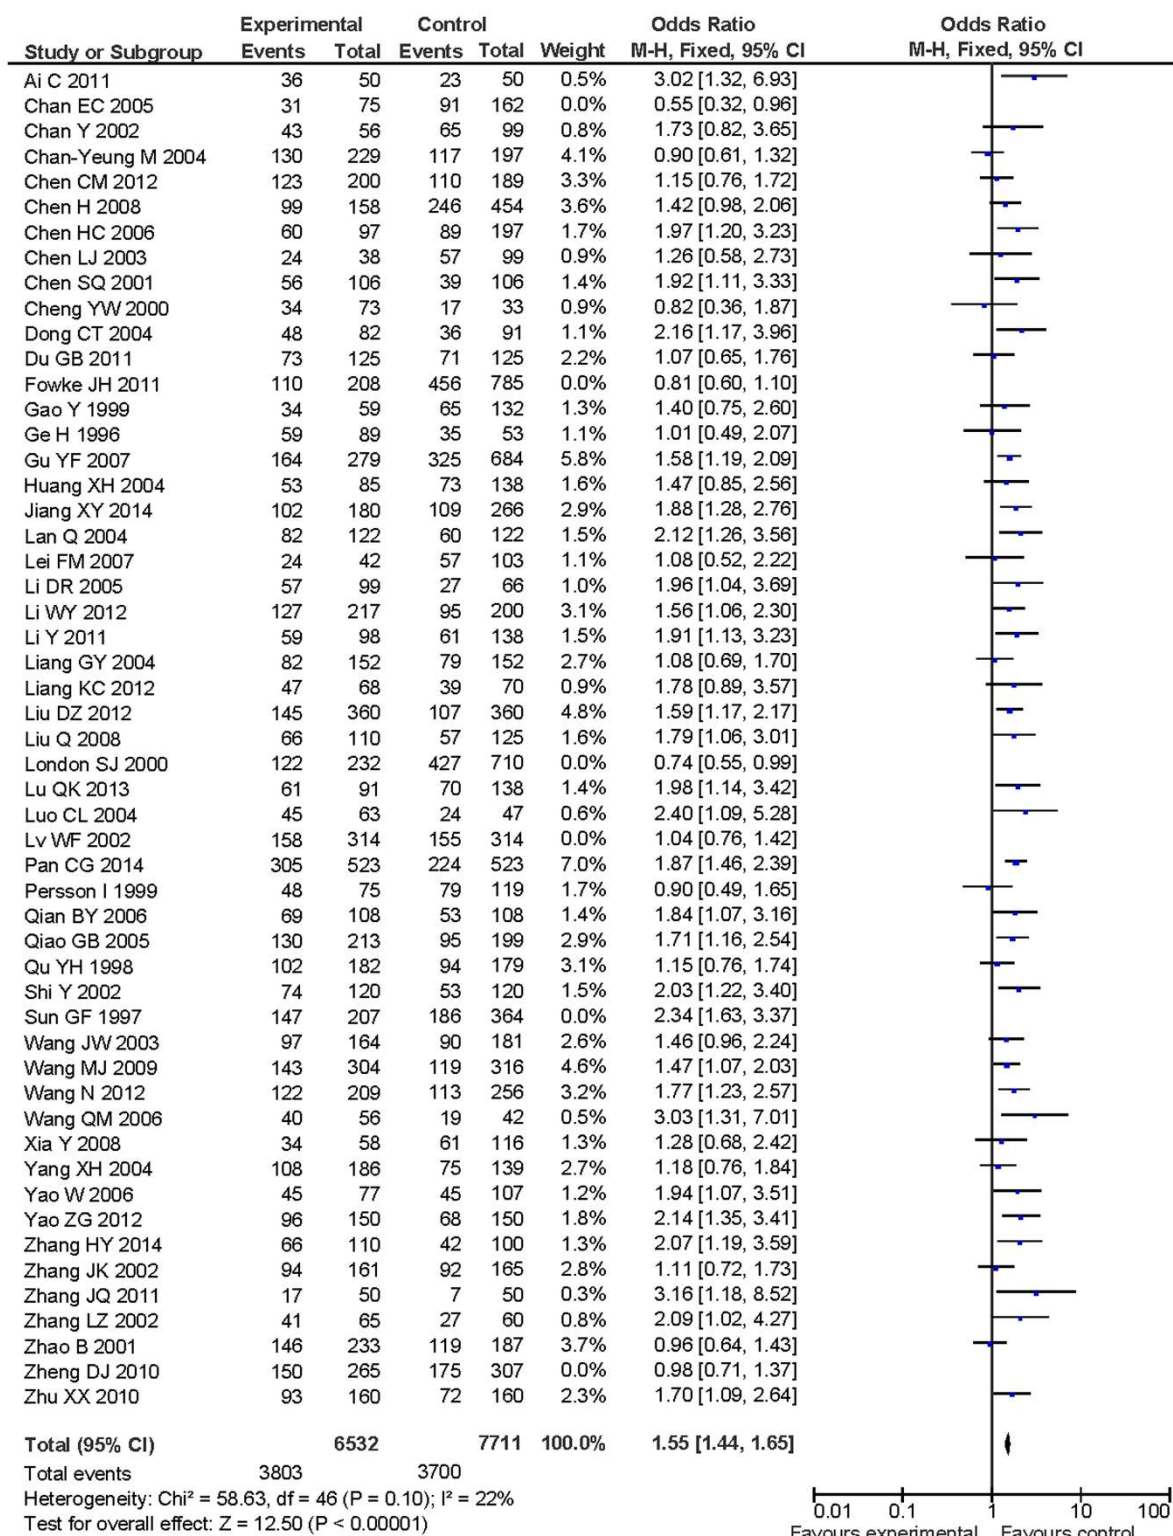 Experimental Control Odds Ratio Odds Ratio
Study or Subgroup Events Total Events Total Weight M-H, Fixed, 95% CI M-H, Fixed, 95% CI
Ai C 2011 36 50 23 50 0.5% 3.02 [1.32, 6.93]
Chan EC 2005 31 75 91 162 0.0% 0.55 [0.32, 0.96]
Chan Y 2002 43 56 65 99 0.8% 1.73 [0.82, 3.65]
Chan-Yeung M 2004 130 229 117 197 4.1% 0.90 [0.61, 1.32]
Chen CM 2012 123 200 110 189 3.3% 1.15 [0.76, 1.72]
Chen H 2008 99 158 246 454 3.6% 1.42 [0.98, 2.06]
Chen HC 2006 60 97 89 197 1.7% 1.97 [1.20, 3.23]
Chen LJ 2003 24 38 57 99 0.9% 1.26 [0.58, 2.73]
Chen SQ 2001 56 106 39 106 1.4% 1.92 [1.11, 3.33]
Cheng YW 2000 34 73 17 33 0.9% 0.82 [0.36, 1.87]
Dong CT 2004 48 82 36 91 1.1% 2.16 [1.17, 3.96]
Du GB 2011 73 125 71 125 2.2% 1.07 [0.65, 1.76]
Fowke JH 2011 110 208 456 785 0.0% 0.81 [0.60, 1.10]
Gao Y 1999 34 59 65 132 1.3% 1.40 [0.75, 2.60]
Ge H 1996 59 89 35 53 1.1% 1.01 [0.49, 2.07]
Gu YF 2007 164 279 325 684 5.8% 1.58 [1.19, 2.09]
Huang XH 2004 53 85 73 138 1.6% 1.47 [0.85, 2.56]
Jiang XY 2014 102 180 109 266 2.9% 1.88 [1.28, 2.76]
Lan Q 2004 82 122 60 122 1.5% 2.12 [1.26, 3.56]
Lei FM 2007 24 42 57 103 1.1% 1.08 [0.52, 2.22]
Li DR 2005 57 99 27 66 1.0% 1.96 [1.04, 3.69]
Li WY 2012 127 217 95 200 3.1% 1.56 [1.06, 2.30]
Li Y 2011 59 98 61 138 1.5% 1.91 [1.13, 3.23]
Liang GY 2004 82 152 79 152 2.7% 1.08 [0.69, 1.70]
Liang KC 2012 47 68 39 70 0.9% 1.78 [0.89, 3.57]
Liu DZ 2012 145 360 107 360 4.8% 1.59 [1.17, 2.17]
Liu Q 2008 66 110 57 125 1.6% 1.79 [1.06, 3.01]
London SJ 2000 122 232 427 710 0.0% 0.74 [0.55, 0.99]
Lu QK 2013 61 91 70 138 1.4% 1.98 [1.14, 3.42]
Luo CL 2004 45 63 24 47 0.6% 2.40 [1.09, 5.28]
Lv WF 2002 158 314 155 314 0.0% 1.04 [0.76, 1.42]
Pan CG 2014 305 523 224 523 7.0% 1.87 [1.46, 2.39]
Persson I 1999 48 75 79 119 1.7% 0.90 [0.49, 1.65]
Qian BY 2006 69 108 53 108 1.4% 1.84 [1.07, 3.16]
Qiao GB 2005 130 213 95 199 2.9% 1.71 [1.16, 2.54]
Qu YH 1998 102 182 94 179 3.1% 1.15 [0.76, 1.74]
Shi Y 2002 74 120 53 120 1.5% 2.03 [1.22, 3.40]
Sun GF 1997 147 207 186 364 0.0% 2.34 [1.63, 3.37]
Wang JW 2003 97 164 90 181 2.6% 1.46 [0.96, 2.24]
Wang MJ 2009 143 304 119 316 4.6% 1.47 [1.07, 2.03]
Wang N 2012 122 209 113 256 3.2% 1.77 [1.23, 2.57]
Wang QM 2006 40 56 19 42 0.5% 3.03 [1.31, 7.01]
Xia Y 2008 34 58 61 116 1.3% 1.28 [0.68, 2.42]
Yang XH 2004 108 186 75 139 2.7% 1.18 [0.76, 1.84]
Yao W 2006 45 77 45 107 1.2% 1.94 [1.07, 3.51]
Yao ZG 2012 96 150 68 150 1.8% 2.14 [1.35, 3.41]
Zhang HY 2014 66 110 42 100 1.3% 2.07 [1.19, 3.59]
Zhang JK 2002 94 161 92 165 2.8% 1.11 [0.72, 1.73]
Zhang JQ 2011 17 50 7 50 0.3% 3.16 [1.18, 8.52]
Zhang LZ 2002 41 65 27 60 0.8% 2.09 [1.02, 4.27]
Zhao B 2001 146 233 119 187 3.7% 0.96 [0.64, 1.43]
Zheng DJ 2010 150 265 175 307 0.0% 0.98 [0.71, 1.37]
Zhu XX 2010 93 160 72 160 2.3% 1.70 [1.09, 2.64]
Total (95% CI) 6532 7711 100.0% 1.55 [1.44, 1.65]
Total events 3803 3700
Heterogeneity: Chi² = 58.63, df = 46 (P = 0.10); I² = 22%
Test for overall effect: Z = 12.50 (P < 0.00001)
0.01 0.1 1 10 100
Favours experimental Favours control